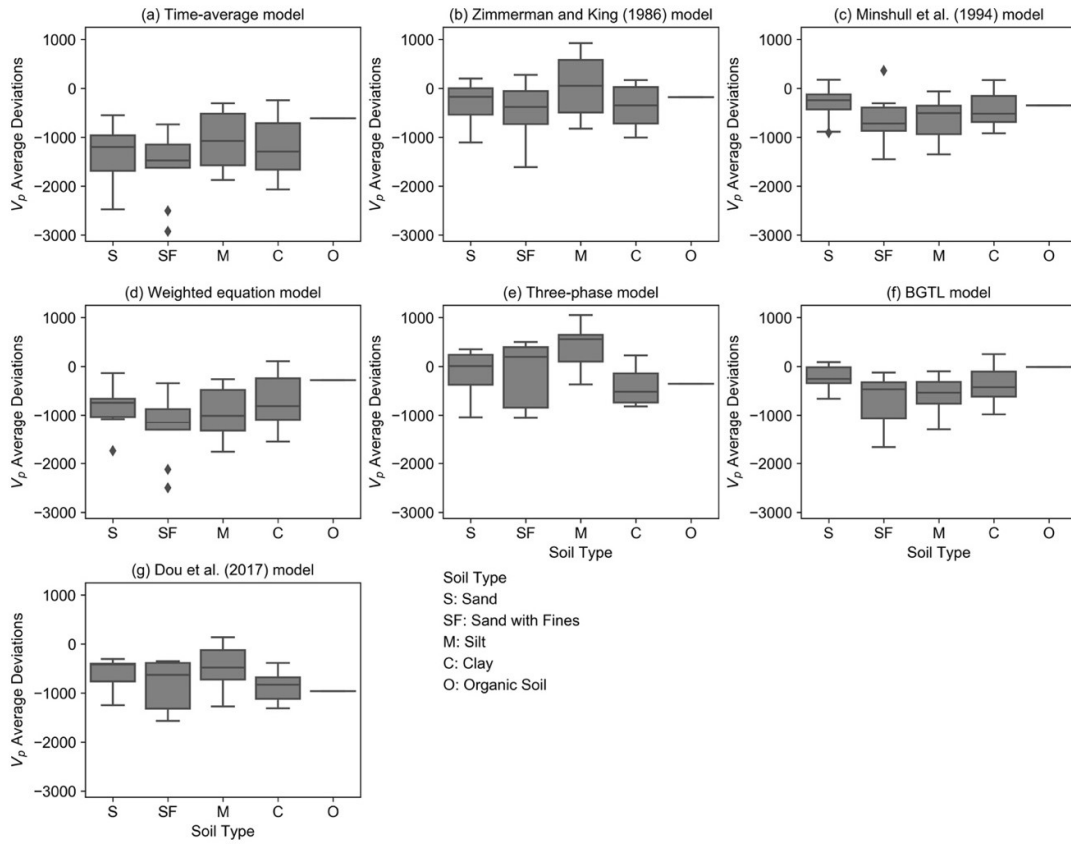 (a) Time-average model
1000
0
−1000
−2000
−3000
Vp Average Deviations
S SF M C O
(b) Zimmerman and King (1986) model
1000
0
−1000
−2000
−3000
Vp Average Deviations
S SF M C O
(c) Minshull et al. (1994) model
1000
0
−1000
−2000
−3000
Vp Average Deviations
S SF M C O
(d) Weighted equation model
1000
0
−1000
−2000
−3000
Vp Average Deviations
S SF M C O
(e) Three-phase model
1000
0
−1000
−2000
−3000
Vp Average Deviations
S SF M C O
Soil Type
(f) BGTL model
1000
0
−1000
−2000
−3000
Vp Average Deviations
S SF M C O
Soil Type
(g) Dou et al. (2017) model
1000
0
−1000
−2000
−3000
Vp Average Deviations
S SF M C O
Soil Type
Soil Type
S: Sand
SF: Sand with Fines
M: Silt
C: Clay
O: Organic Soil